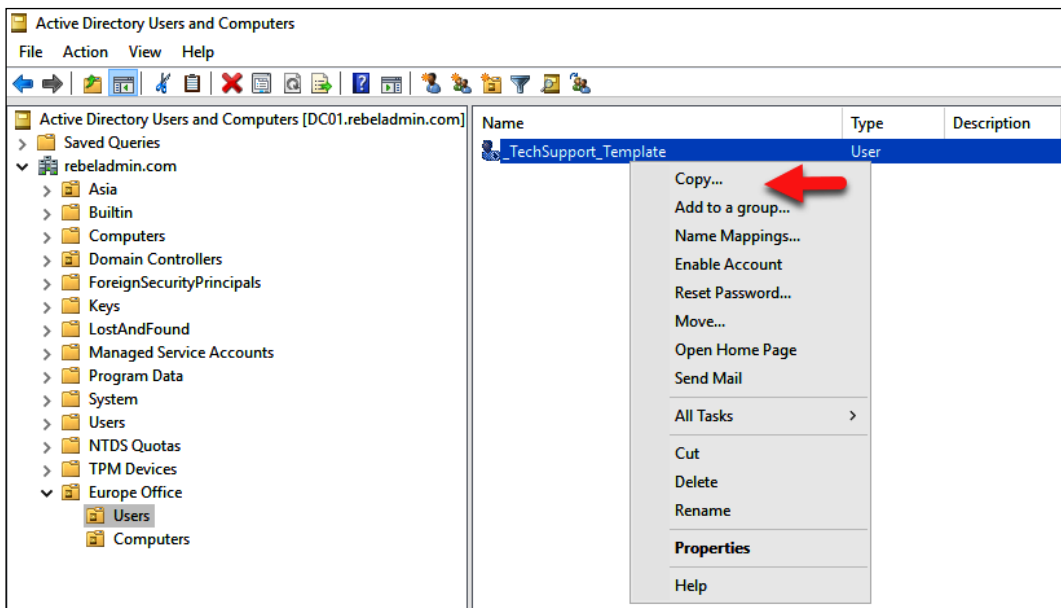 Active Directory Users and Computers
File Action View Help
Active Directory Users and Computers [DC01.rebeladmin.com]
Saved Queries
rebeladmin.com
Asia
Builtin
Computers
Domain Controllers
ForeignSecurityPrincipals
Keys
LostAndFound
Managed Service Accounts
Program Data
System
Users
NTDS Quotas
TPM Devices
Europe Office
Users
Computers
Name Type Description
_TechSupport_Template User
Copy...
Add to a group...
Name Mappings...
Enable Account
Reset Password...
Move...
Open Home Page
Send Mail
All Tasks
Cut
Delete
Rename
Properties
Help